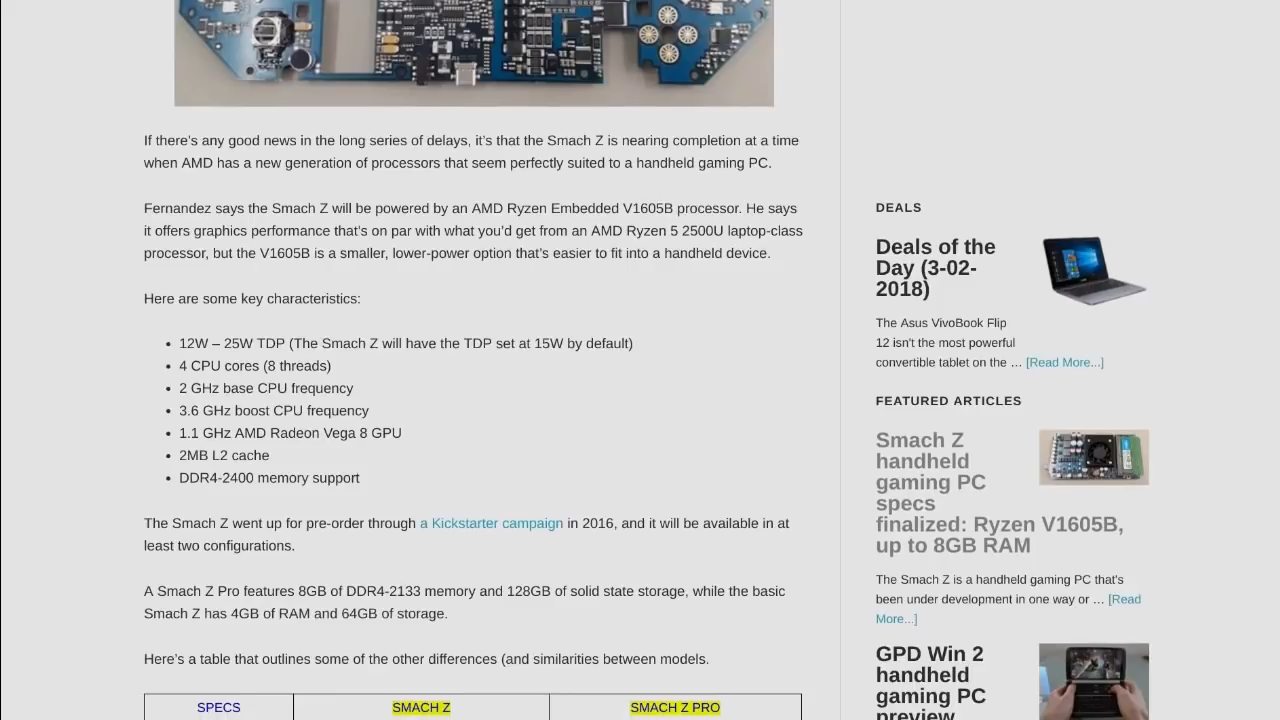 If there's any good news in the long series of delays, it's that the Smach Z is nearing completion at a time
when AMD has a new generation of processors that seem perfectly suited to a handheld gaming PC.
Fernandez says the Smach Z will be powered by an AMD Ryzen Embedded V1605B processor. He says
it offers graphics performance that's on par with what you'd get from an AMD Ryzen 5 2500U laptop-class
processor, but the V1605B is a smaller, lower-power option that's easier to fit into a handheld device.
Here are some key characteristics:
• 12W – 25W TDP (The Smach Z will have the TDP set at 15W by default)
• 4 CPU cores (8 threads)
• 2 GHz base CPU frequency
• 3.6 GHz boost CPU frequency
• 1.1 GHz AMD Radeon Vega 8 GPU
• 2MB L2 cache
• DDR4-2400 memory support
The Smach Z went up for pre-order through a Kickstarter campaign in 2016, and it will be available in at
least two configurations.
A Smach Z Pro features 8GB of DDR4-2133 memory and 128GB of solid state storage, while the basic
Smach Z has 4GB of RAM and 64GB of storage.
Here's a table that outlines some of the other differences (and similarities between models.
SPECS SMACH Z SMACH Z PRO
DEALS
Deals of the
Day (3-02-
2018)
The Asus VivoBook Flip
12 isn't the most powerful
convertible tablet on the … [Read More...]
FEATURED ARTICLES
Smach Z
handheld
gaming PC
specs
finalized: Ryzen V1605B,
up to 8GB RAM
The Smach Z is a handheld gaming PC that's
been under development in one way or … [Read
More...]
GPD Win 2
handheld
gaming PC
preview